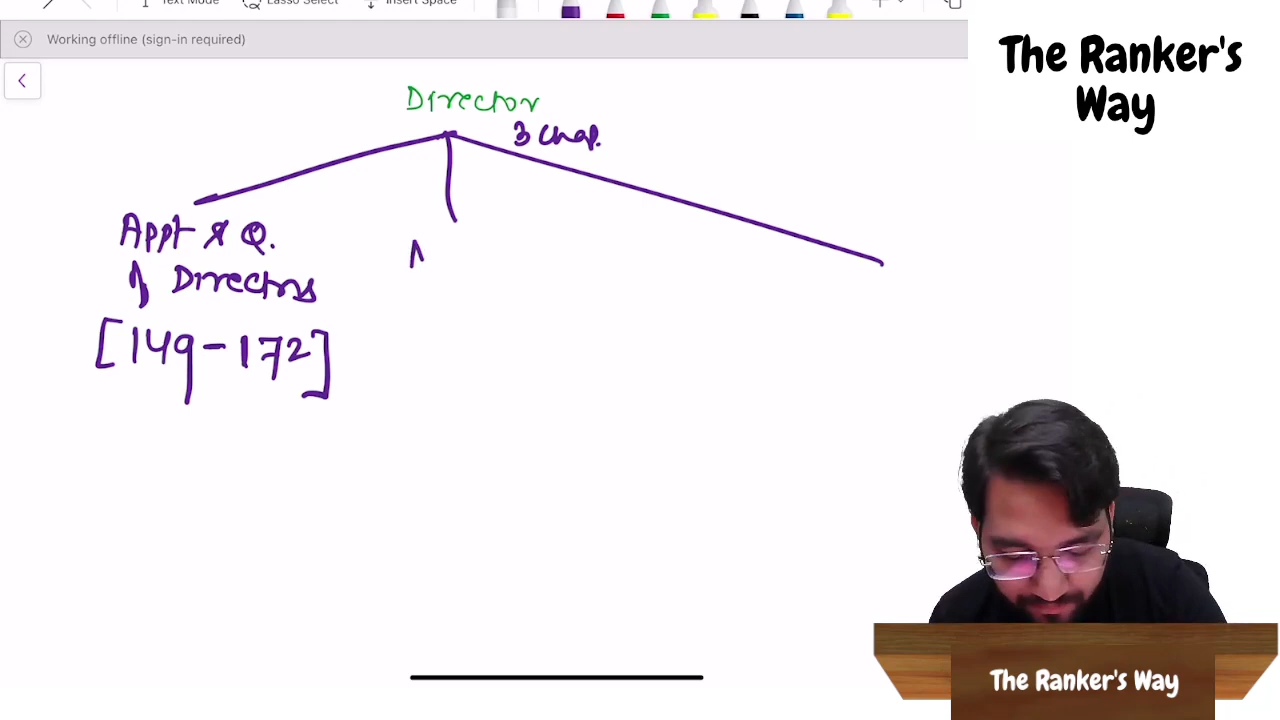 Text Mode
Lasso Select
Insert Space
Working offline (sign-in required)
The Ranker's
Way
Director
3 Chap.
Appt & Q.
of Directors
[149-172]
The Ranker's Way